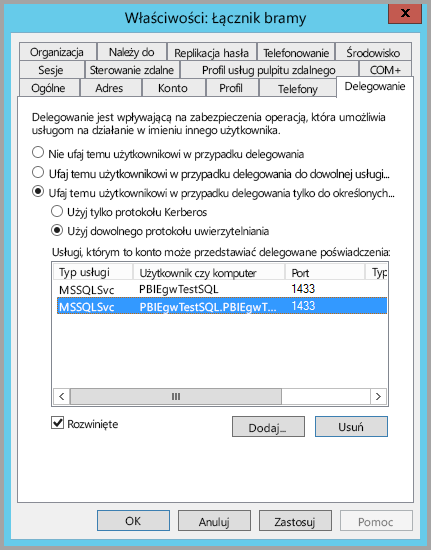 Właściwości: Łącznik bramy
x
Organizacja Należy do Replikacja hasła Telefonowanie Środowisko
Sesje Sterowanie zdalne Profil usług pulpitu zdalnego COM+
Ogólne Adres Konto Profil Telefony Delegowanie
Delegowanie jest wpływającą na zabezpieczenia operacją, która umożliwia
usługom na działanie w imieniu innego użytkownika.
Nie ufaj temu użytkownikowi w przypadku delegowania
Ufaj temu użytkownikowi w przypadku delegowania do dowolnej usługi...
Ufaj temu użytkownikowi w przypadku delegowania tylko do określonych...
Użyj tylko protokołu Kerberos
Użyj dowolnego protokołu uwierzytelniania
Usługi, którym to konto może przedstawiać delegowane poświadczenia:
Typ usługi Użytkownik czy komputer Port Typ
MSSQLSvc PBIEgwTestSQL 1433
MSSQLSvc PBIEgwTestSQL.PBIEgwT... 1433
Rozwinięte
Dodaj... Usuń
OK Anuluj Zastosuj Pomoc